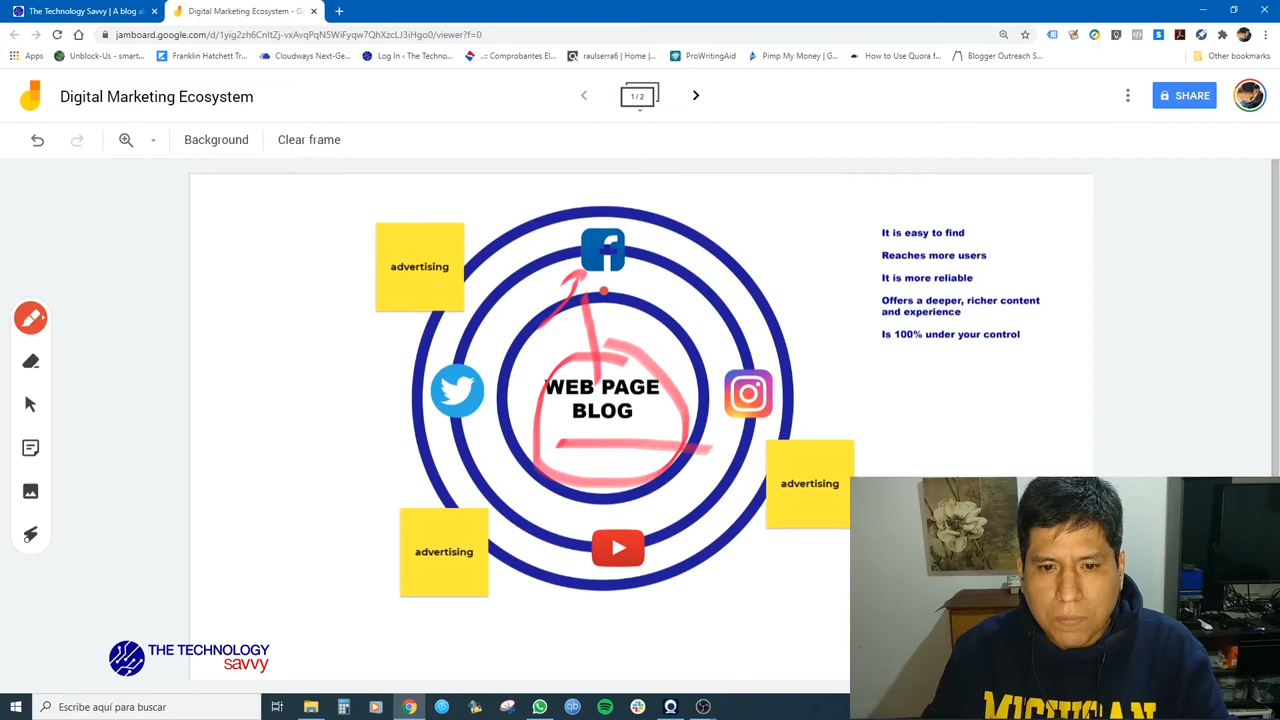 The Technology Savvy | A blog al
Digital Marketing Ecosystem - G
jamboard.google.com/d/1yig2zh6CnItZj-vxAvqPqN5WiFyqw7QhXzcLJ3iHgo0/viewer?f=0
Apps
Unblock-Us - smart...
Franklin Hatchett Tr...
Cloudways Next-Ge...
Log In ‹ The Techno...
.:: Comprobantes El...
raulserra6 | Home |...
ProWritingAid
Pimp My Money | G...
How to Use Quora f...
Blogger Outreach S...
Other bookmarks
Digital Marketing Ecosystem
1 / 2
SHARE
Background
Clear frame
advertising
It is easy to find
Reaches more users
It is more reliable
Offers a deeper, richer content
and experience
Is 100% under your control
WEB PAGE
BLOG
advertising
advertising
THE TECHNOLOGY
savvy
MICHIGAN
Escribe aquí para buscar